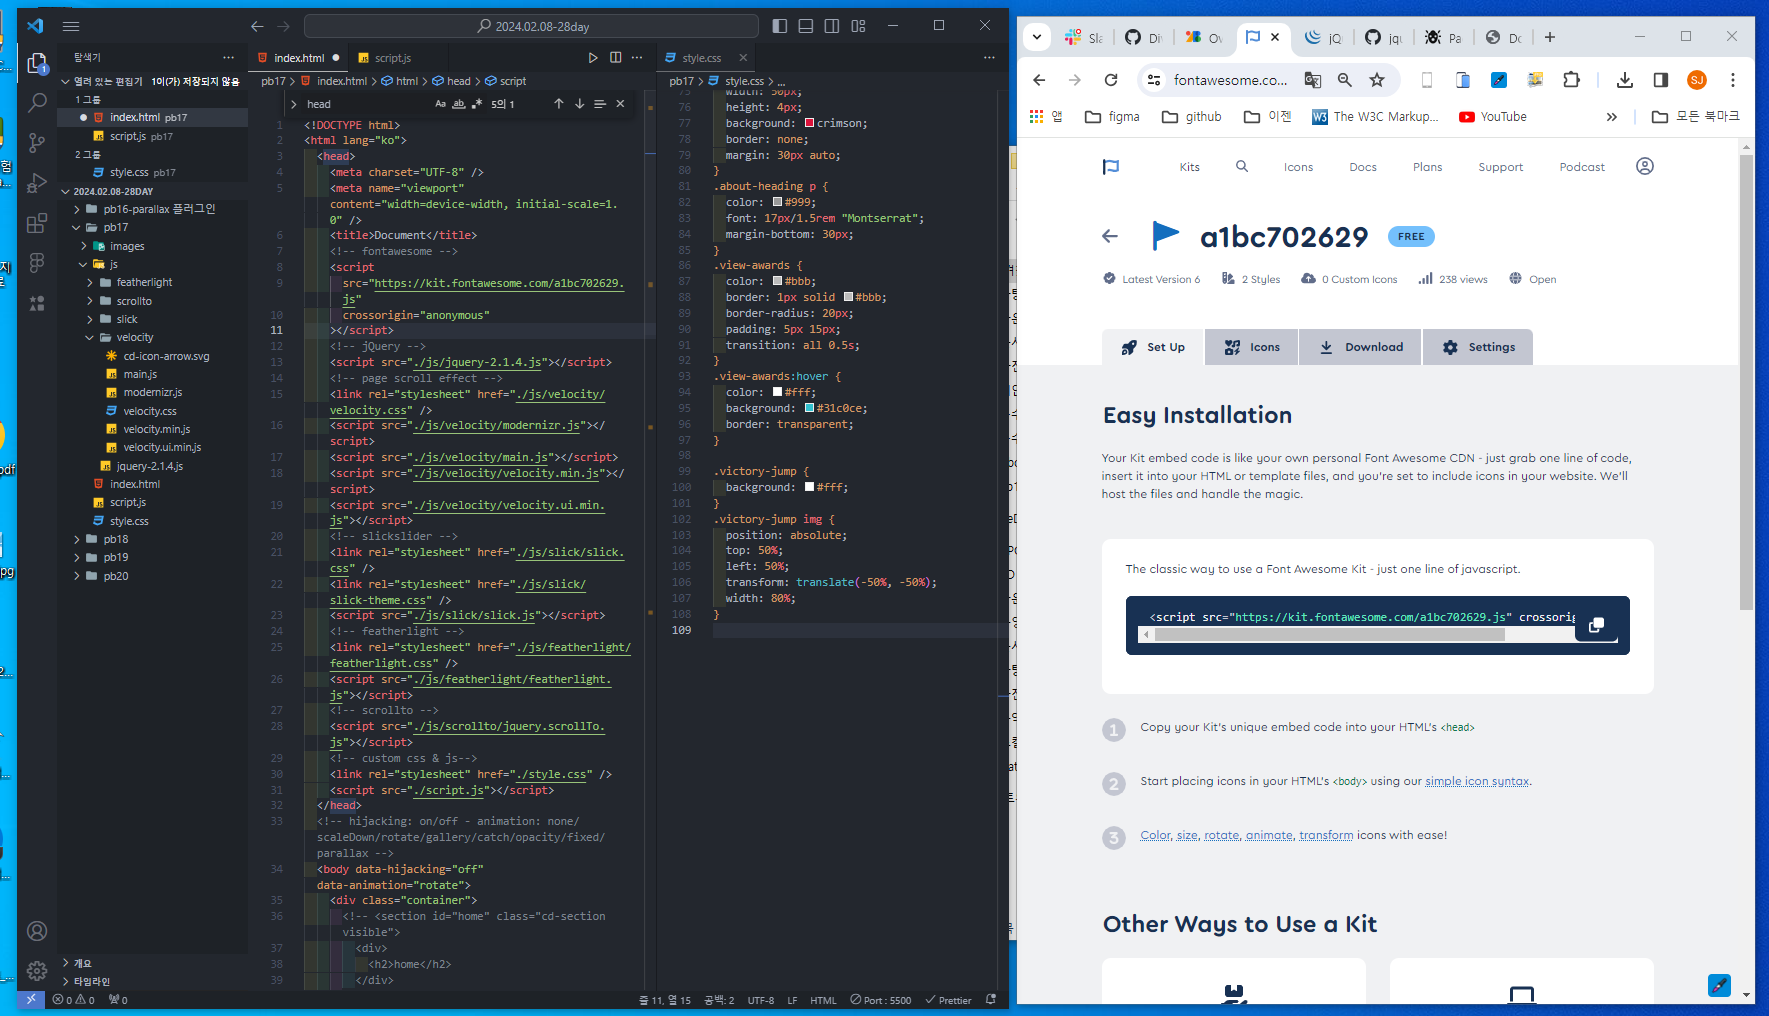 2024.02.08-28day
탐색기
열려 있는 편집기 1이(가) 저장되지 않음
1 그룹
index.html pb17
script.js pb17
2 그룹
style.css pb17
2024.02.08-28DAY
pb16-parallax 플러그인
pb17
images
js
featherlight
scrollto
slick
velocity
cd-icon-arrow.svg
main.js
modernizr.js
velocity.css
velocity.min.js
velocity.ui.min.js
jquery-2.1.4.js
index.html
script.js
style.css
pb18
pb19
pb20
개요
타임라인
index.html
script.js
pb17 > index.html > html > head > script
head
5의 1
1 <!DOCTYPE html>
2 <html lang="ko">
3 <head>
4 <meta charset="UTF-8" />
5 <meta name="viewport"
content="width=device-width, initial-scale=1.
0" />
6 <title>Document</title>
7 <!-- fontawesome -->
8 <script
9 src="https://kit.fontawesome.com/a1bc702629.
js"
10 crossorigin="anonymous"
11 ></script>
12 <!-- jQuery -->
13 <script src="./js/jquery-2.1.4.js"></script>
14 <!-- page scroll effect -->
15 <link rel="stylesheet" href="./js/velocity/
velocity.css" />
16 <script src="./js/velocity/modernizr.js"></
script>
17 <script src="./js/velocity/main.js"></script>
18 <script src="./js/velocity/velocity.min.js"></
script>
19 <script src="./js/velocity/velocity.ui.min.
js"></script>
20 <!-- slickslider -->
21 <link rel="stylesheet" href="./js/slick/slick.
css" />
22 <link rel="stylesheet" href="./js/slick/
slick-theme.css" />
23 <script src="./js/slick/slick.js"></script>
24 <!-- featherlight -->
25 <link rel="stylesheet" href="./js/featherlight/
featherlight.css" />
26 <script src="./js/featherlight/featherlight.
js"></script>
27 <!-- scrollto -->
28 <script src="./js/scrollto/jquery.scrollTo.
js"></script>
29 <!-- custom css & js-->
30 <link rel="stylesheet" href="./style.css" />
31 <script src="./script.js"></script>
32 </head>
33 <!-- hijacking: on/off - animation: none/
scaleDown/rotate/gallery/catch/opacity/fixed/
parallax -->
34 <body data-hijacking="off"
data-animation="rotate">
35 <div class="container">
36 <!-- <section id="home" class="cd-section
visible">
37 <div>
38 <h2>home</h2>
39 </div>
style.css
pb17 > style.css > ...
75 width: 50px;
76 height: 4px;
77 background: crimson;
78 border: none;
79 margin: 30px auto;
80 }
81 .about-heading p {
82 color: #999;
83 font: 17px/1.5rem "Montserrat";
84 margin-bottom: 30px;
85 }
86 .view-awards {
87 color: #bbb;
88 border: 1px solid #bbb;
89 border-radius: 20px;
90 padding: 5px 15px;
91 transition: all 0.5s;
92 }
93 .view-awards:hover {
94 color: #fff;
95 background: #31c0ce;
96 border: transparent;
97 }
98
99 .victory-jump {
100 background: #fff;
101 }
102 .victory-jump img {
103 position: absolute;
104 top: 50%;
105 left: 50%;
106 transform: translate(-50%, -50%);
107 width: 80%;
108 }
109
0 0 0
줄 11, 열 15 공백: 2 UTF-8 LF HTML Port : 5500 Prettier
fontawesome.co...
SJ
앱 figma github 이젠 The W3C Markup... YouTube 모든 북마크
Kits Icons Docs Plans Support Podcast
a1bc702629 FREE
Latest Version 6 2 Styles 0 Custom Icons 238 views Open
Set Up Icons Download Settings
Easy Installation
Your Kit embed code is like your own personal Font Awesome CDN - just grab one line of code,
insert it into your HTML or template files, and you're set to include icons in your website. We'll
host the files and handle the magic.
The classic way to use a Font Awesome Kit - just one line of javascript.
<script src="https://kit.fontawesome.com/a1bc702629.js" crossorig
1 Copy your Kit's unique embed code into your HTML's <head>
2 Start placing icons in your HTML's <body> using our simple icon syntax.
3 Color, size, rotate, animate, transform icons with ease!
Other Ways to Use a Kit